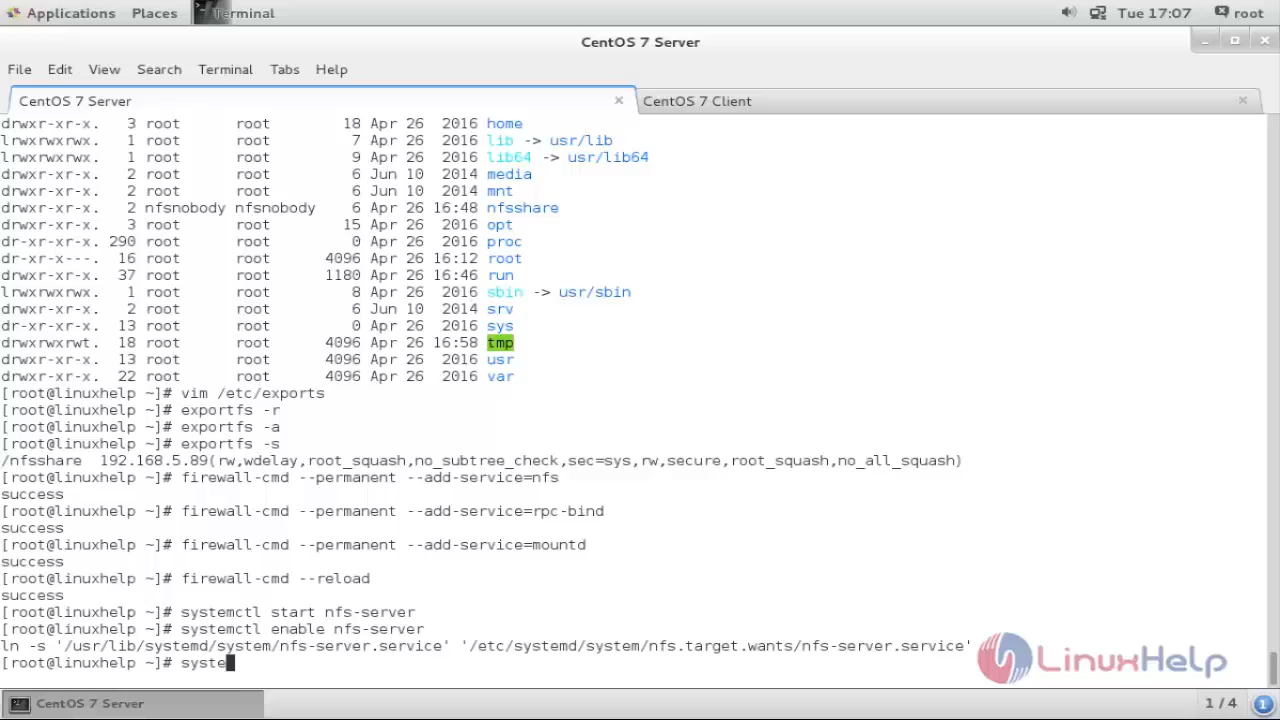 Applications Places Terminal Tue 17:07 root
CentOS 7 Server
File Edit View Search Terminal Tabs Help
CentOS 7 Server × CentOS 7 Client ×
drwxr-xr-x. 3 root root 18 Apr 26 2016 home
lrwxrwxrwx. 1 root root 7 Apr 26 2016 lib -> usr/lib
lrwxrwxrwx. 1 root root 9 Apr 26 2016 lib64 -> usr/lib64
drwxr-xr-x. 2 root root 6 Jun 10 2014 media
drwxr-xr-x. 2 root root 6 Jun 10 2014 mnt
drwxr-xr-x. 2 nfsnobody nfsnobody 6 Apr 26 16:48 nfsshare
drwxr-xr-x. 3 root root 15 Apr 26 2016 opt
dr-xr-xr-x. 290 root root 0 Apr 26 2016 proc
dr-xr-x---. 16 root root 4096 Apr 26 16:12 root
drwxr-xr-x. 37 root root 1180 Apr 26 16:46 run
lrwxrwxrwx. 1 root root 8 Apr 26 2016 sbin -> usr/sbin
drwxr-xr-x. 2 root root 6 Jun 10 2014 srv
dr-xr-xr-x. 13 root root 0 Apr 26 2016 sys
drwxrwxrwt. 18 root root 4096 Apr 26 16:58 tmp
drwxr-xr-x. 13 root root 4096 Apr 26 2016 usr
drwxr-xr-x. 22 root root 4096 Apr 26 2016 var
[root@linuxhelp ~]# vim /etc/exports
[root@linuxhelp ~]# exportfs -r
[root@linuxhelp ~]# exportfs -a
[root@linuxhelp ~]# exportfs -s
/nfsshare 192.168.5.89(rw,wdelay,root_squash,no_subtree_check,sec=sys,rw,secure,root_squash,no_all_squash)
[root@linuxhelp ~]# firewall-cmd --permanent --add-service=nfs
success
[root@linuxhelp ~]# firewall-cmd --permanent --add-service=rpc-bind
success
[root@linuxhelp ~]# firewall-cmd --permanent --add-service=mountd
success
[root@linuxhelp ~]# firewall-cmd --reload
success
[root@linuxhelp ~]# systemctl start nfs-server
[root@linuxhelp ~]# systemctl enable nfs-server
ln -s '/usr/lib/systemd/system/nfs-server.service' '/etc/systemd/system/nfs.target.wants/nfs-server.service'
[root@linuxhelp ~]# syste
LinuxHelp
CentOS 7 Server 1 / 4 1